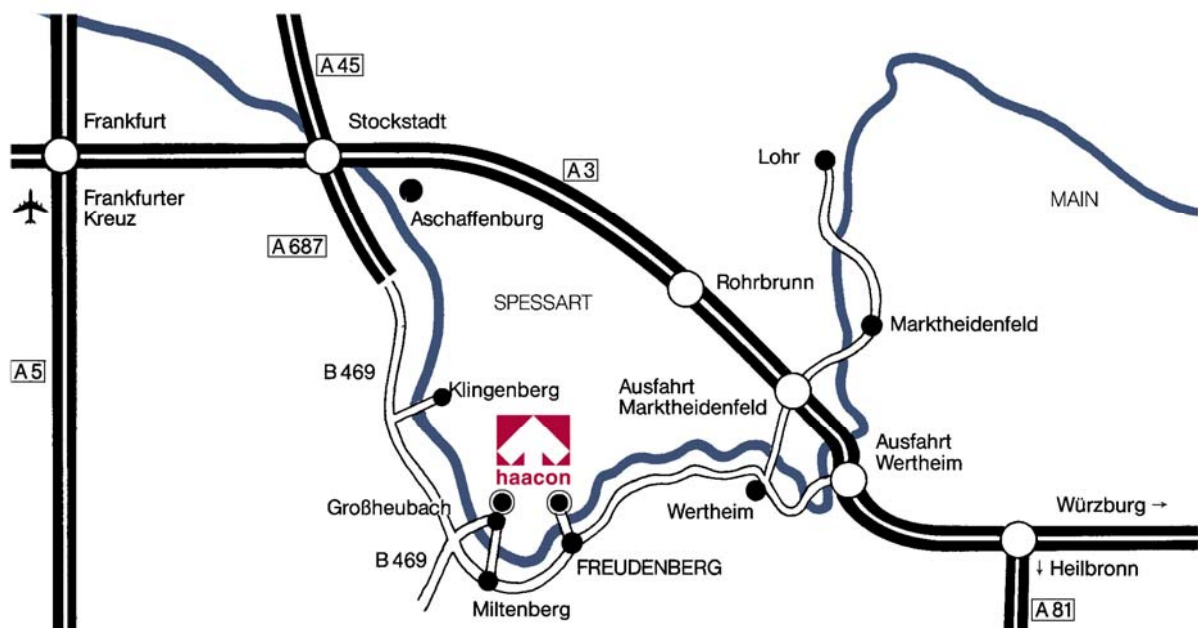 A 45
Frankfurt
Stockstadt
A 3
Lohr
Frankfurter
Kreuz
Aschaffenburg
MAIN
A 687
SPESSART
Rohrbrunn
Marktheidenfeld
A 5
B 469
Klingenberg
Ausfahrt
Marktheidenfeld
haacon
Ausfahrt
Wertheim
Großheubach
Wertheim
Würzburg →
B 469
FREUDENBERG
↓ Heilbronn
Miltenberg
A 81